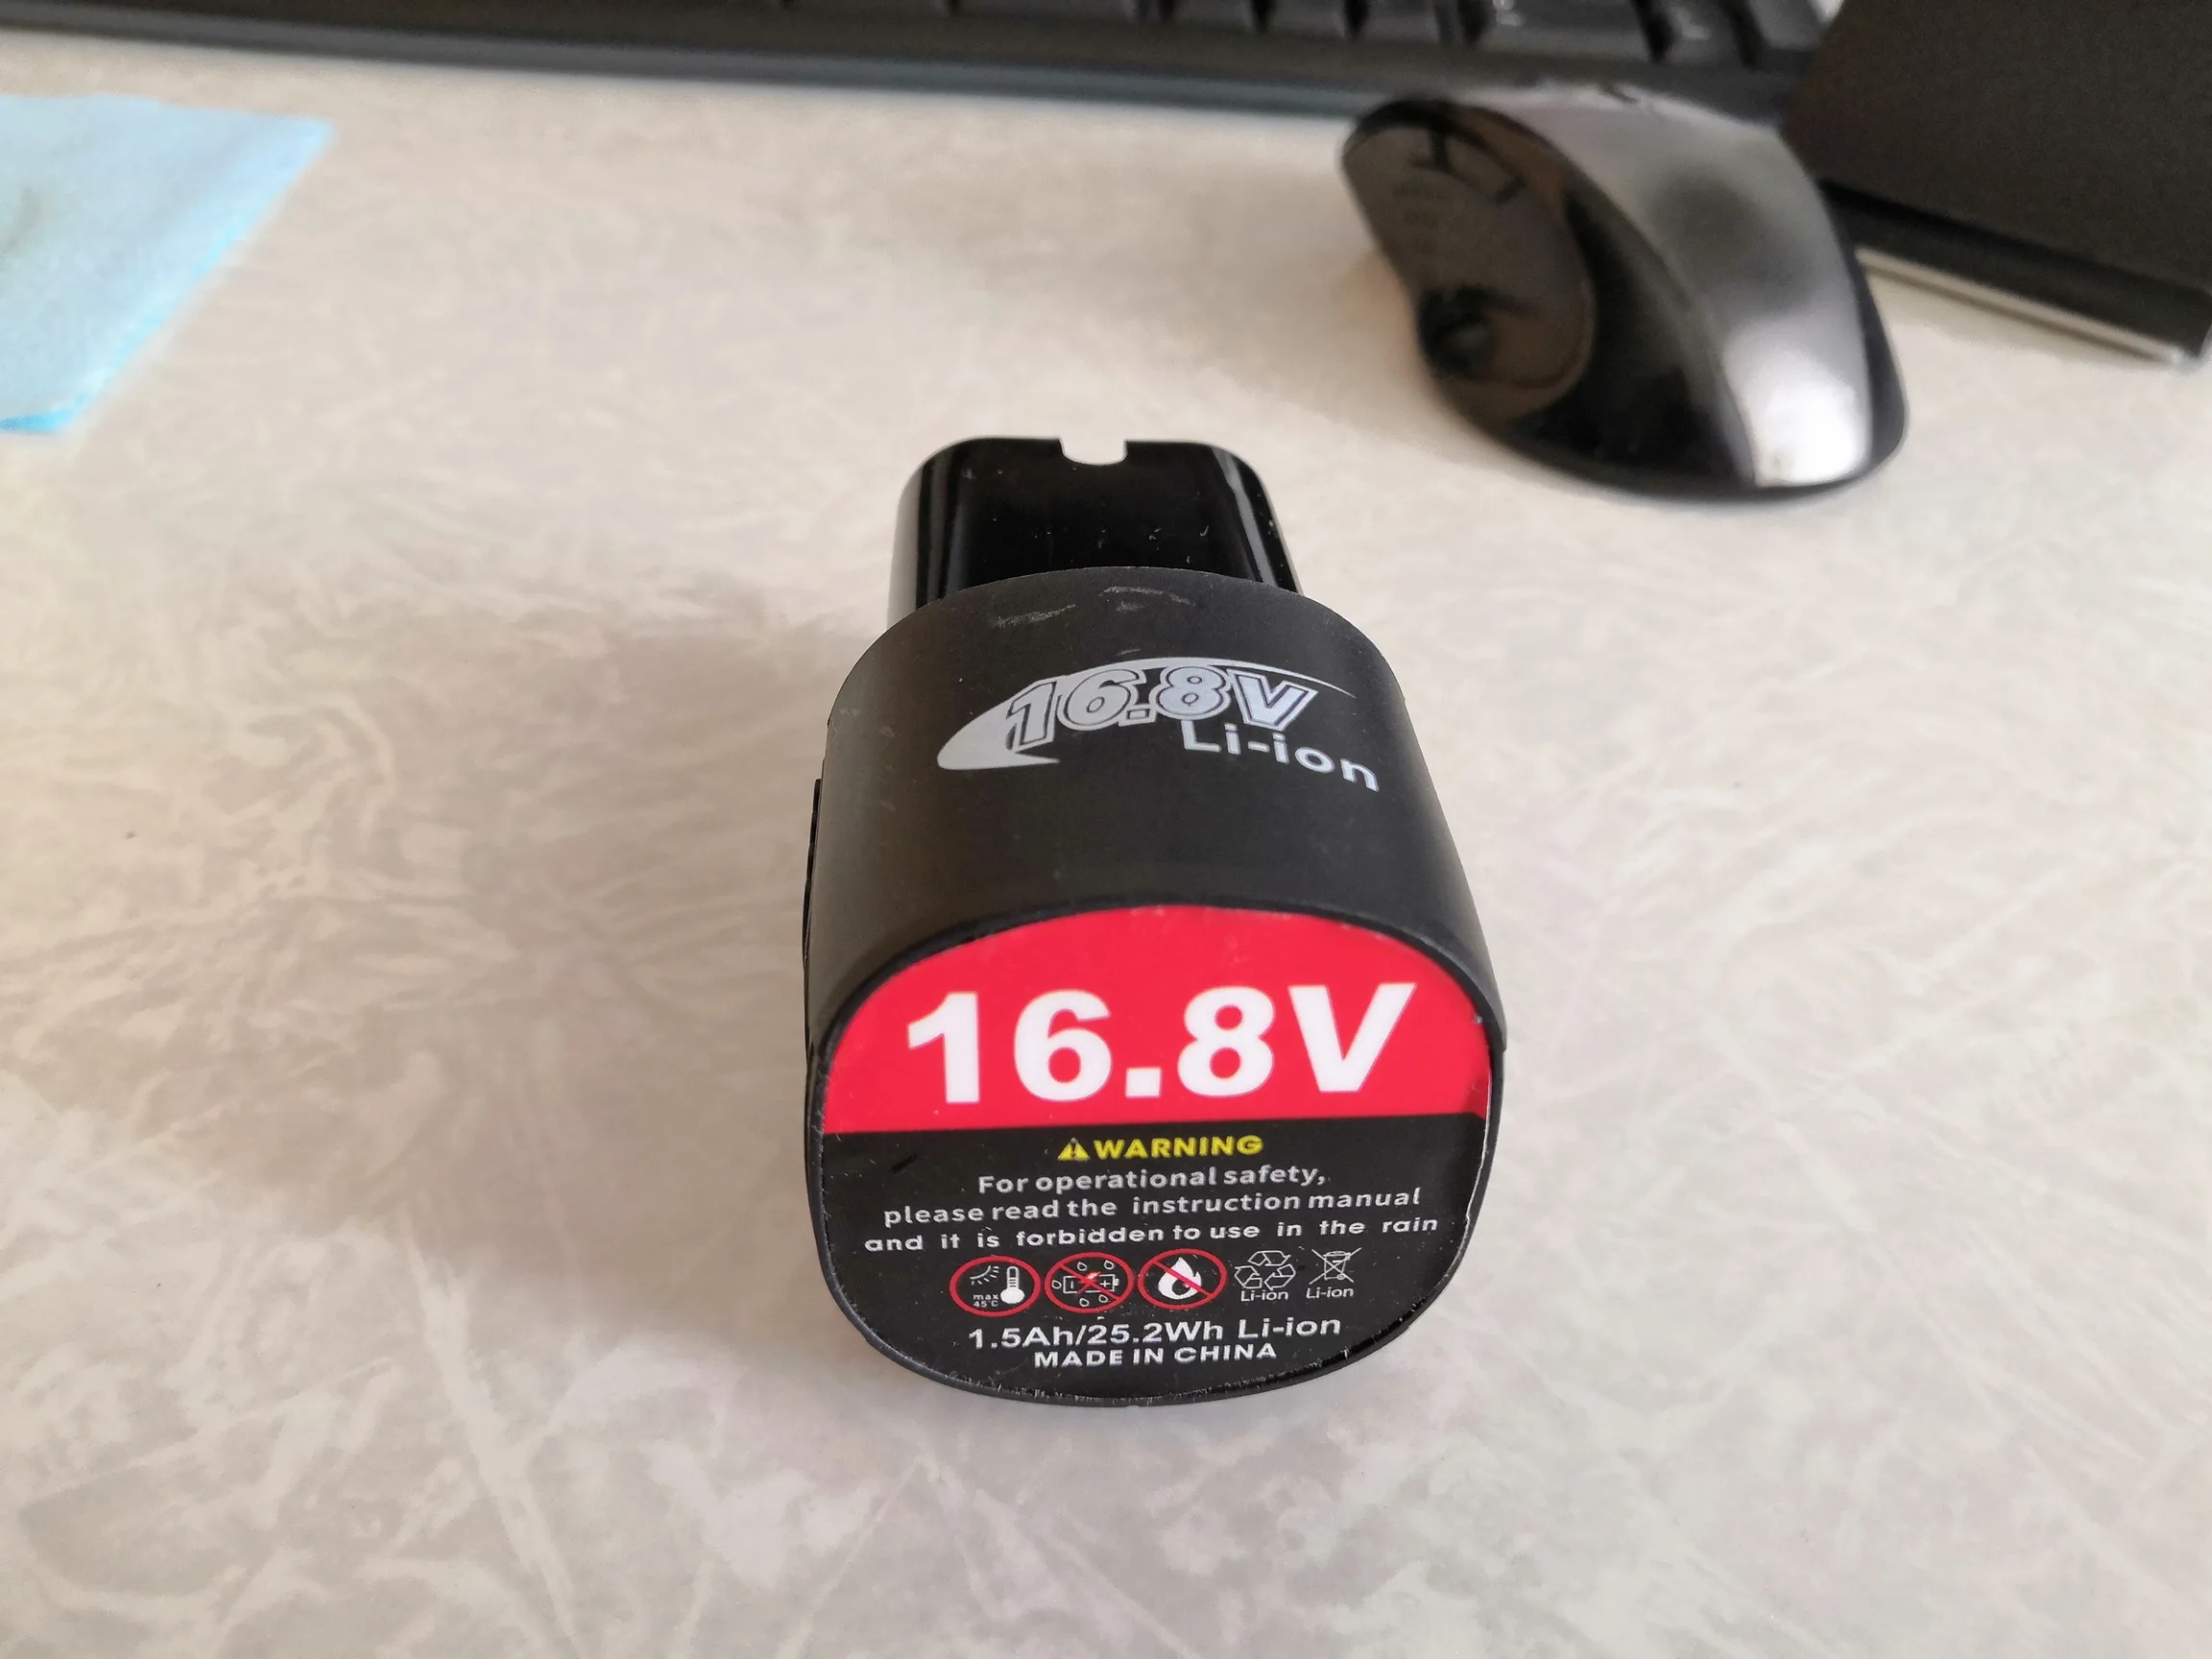 16.8V
Li-ion
16.8V
WARNING
For operational safety,
please read the instruction manual
and it is forbidden to use in the rain
max
45°C
Li-ion
Li-ion
1.5Ah/25.2Wh Li-ion
MADE IN CHINA